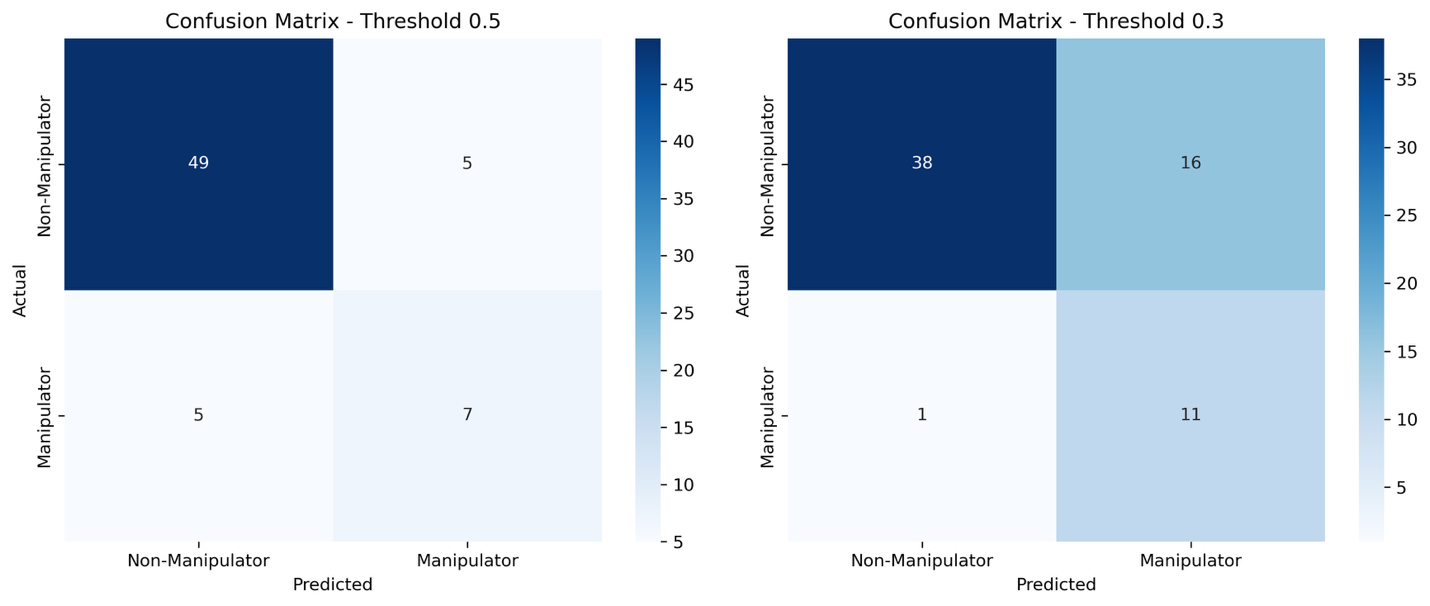 Confusion Matrix - Threshold 0.5
Non-Manipulator
Manipulator
Actual
49
5
5
7
Non-Manipulator
Manipulator
Predicted
45
40
35
30
25
20
15
10
5
Confusion Matrix - Threshold 0.3
Non-Manipulator
Manipulator
Actual
38
16
1
11
Non-Manipulator
Manipulator
Predicted
35
30
25
20
15
10
5